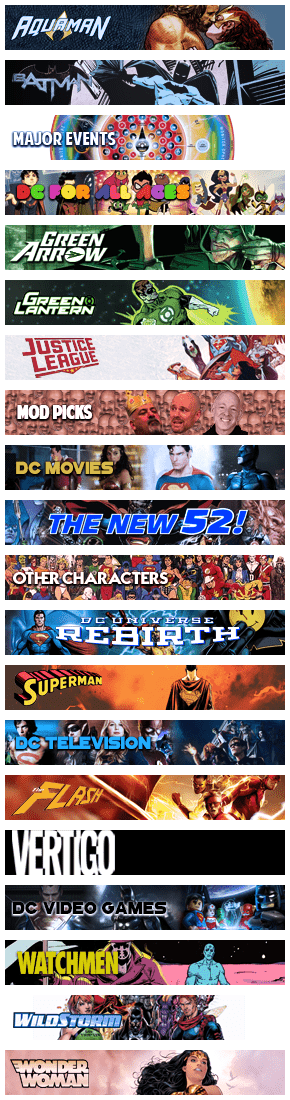 AQUAMAN
BATMAN
MAJOR EVENTS
DC FOR ALL AGES
GREEN
ARROW
GREEN
LANTERN
JUSTICE
LEAGUE
MOD PICKS
DC MOVIES
THE NEW 52!
OTHER CHARACTERS
DC UNIVERSE
REBIRTH
SUPERMAN
DC TELEVISION
THE FLASH
VERTIGO
DC VIDEO GAMES
WATCHMEN
WILDSTORM
WONDER
WOMAN